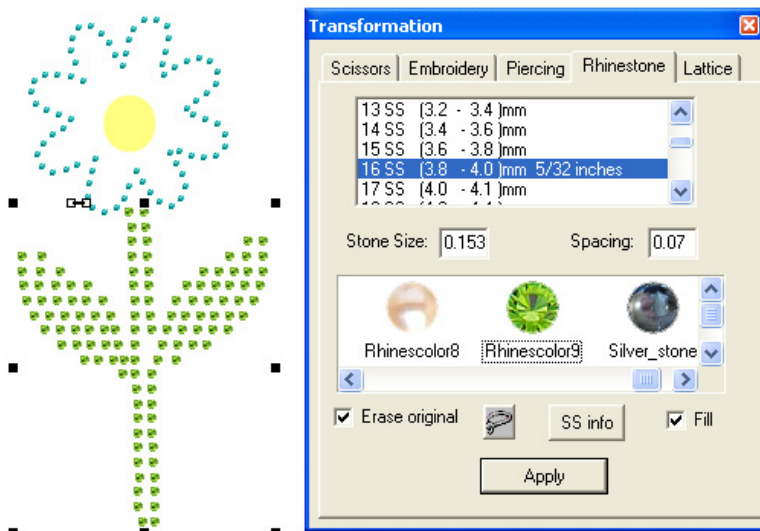 Transformation
Scissors Embroidery Piercing Rhinestone Lattice
13 SS (3.2 - 3.4 )mm
14 SS (3.4 - 3.6 )mm
15 SS (3.6 - 3.8 )mm
16 SS (3.8 - 4.0 )mm 5/32 inches
17 SS (4.0 - 4.1 )mm
Stone Size: 0.153 Spacing: 0.07
Rhinescolor8 Rhinescolor9 Silver_stone
Erase original SS info Fill
Apply